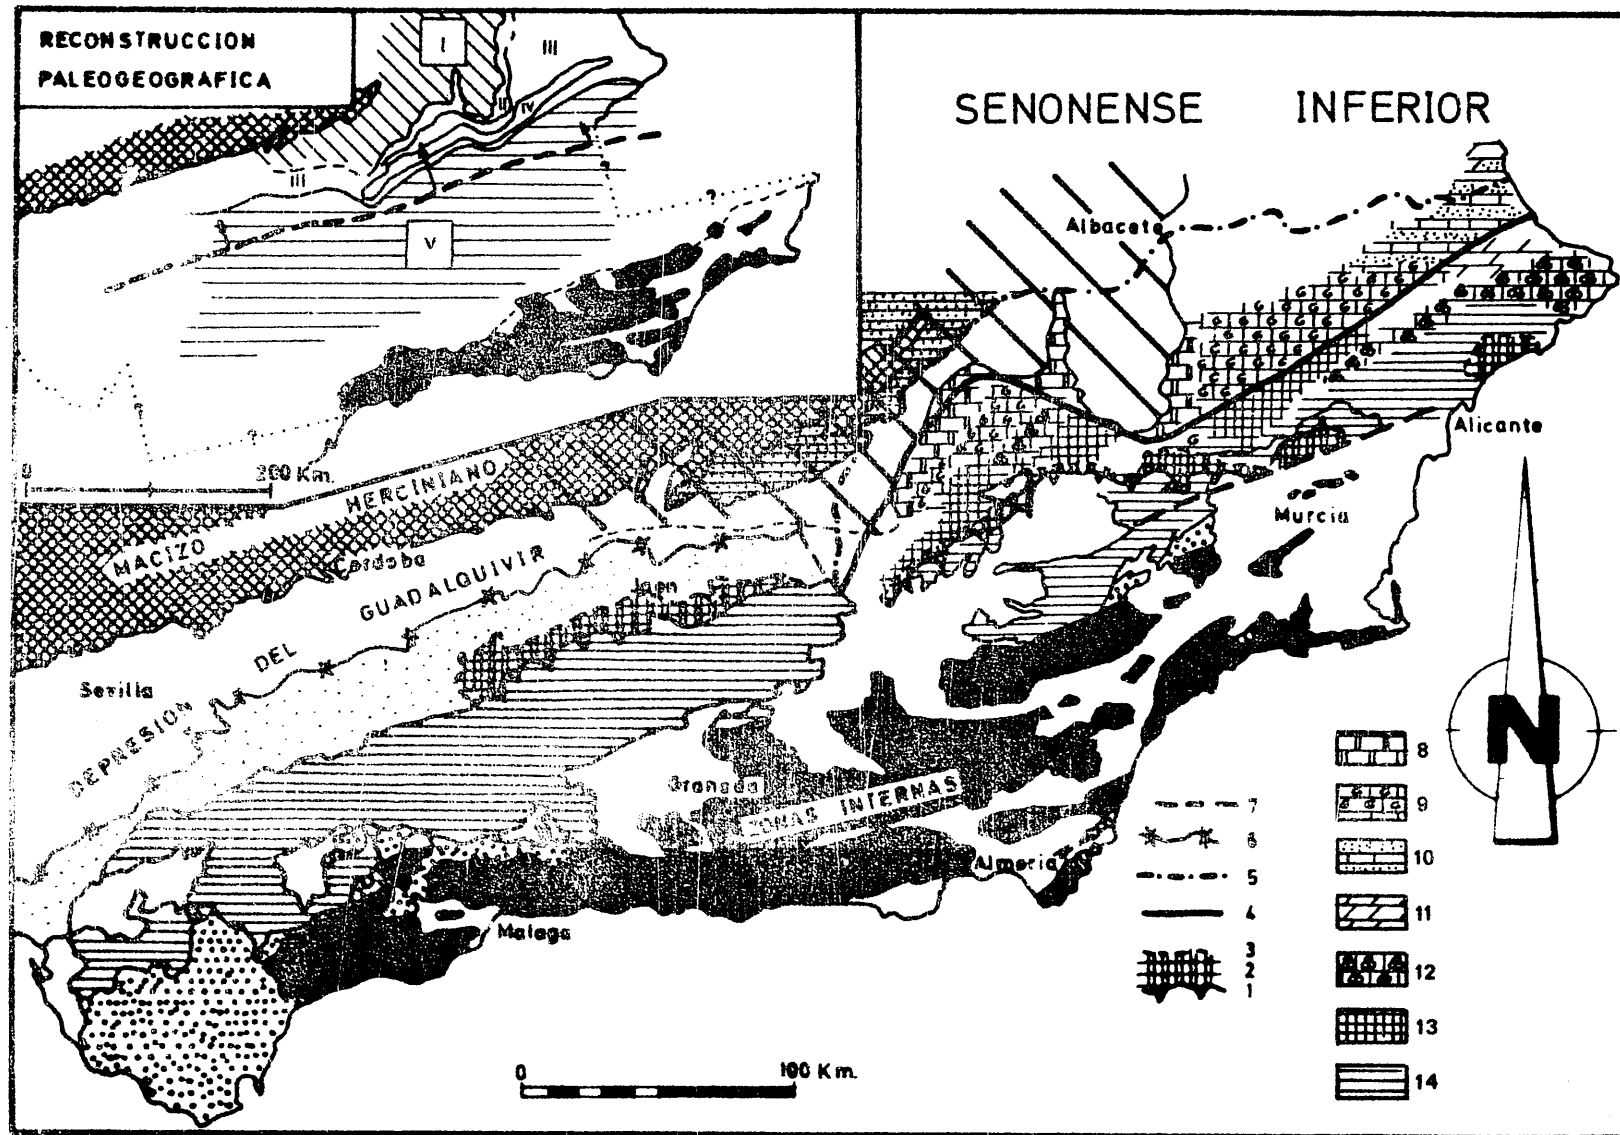 RECONSTRUCCION
PALEOGEOGRAFICA
I
III
II
IV
III
V
?
?
0 200 Km.
SENONENSE INFERIOR
Albacete
Alicante
Murcia
MACIZO HERCINIANO
Cordoba
Jaen
DEPRESION DEL GUADALQUIVIR
Sevilla
Granada
ZONAS INTERNAS
Almeria
Malaga
N
7
6
5
4
3
2
1
8
9
10
11
12
13
14
0 100 Km.